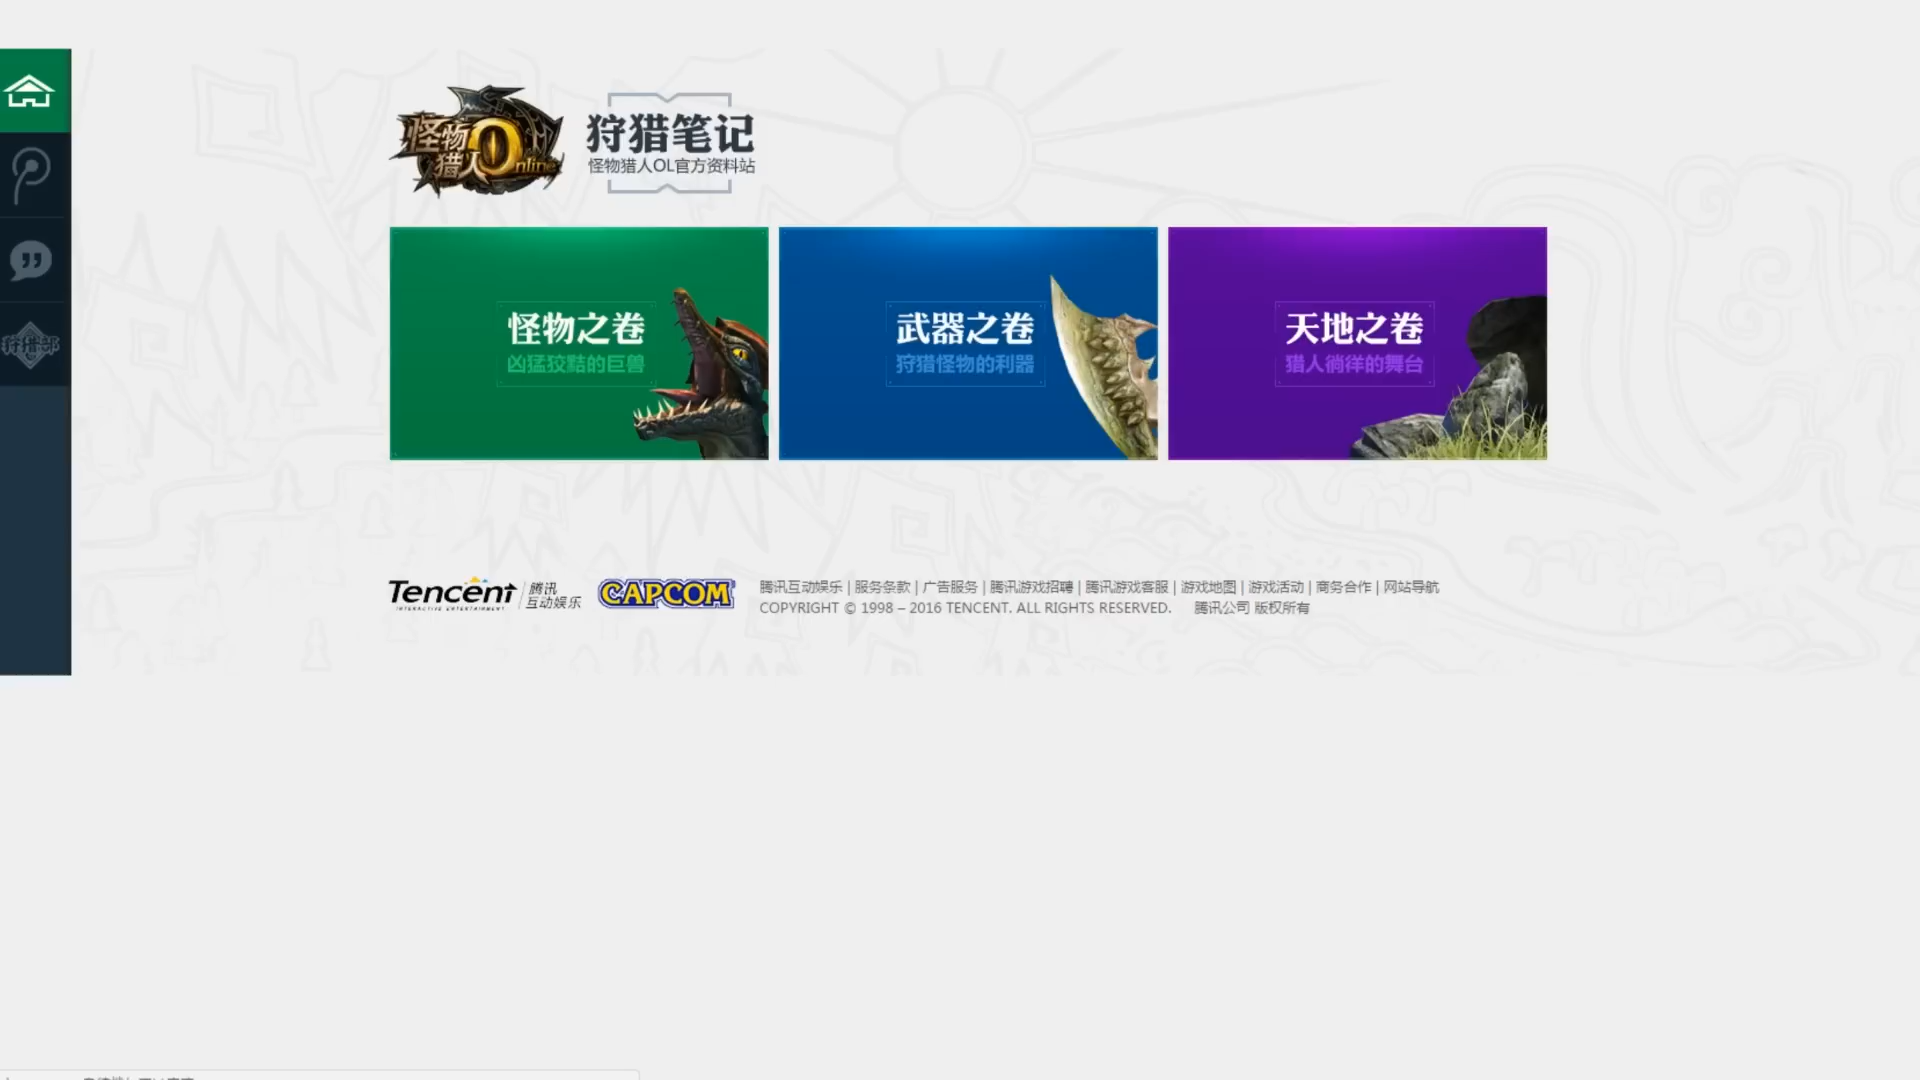 怪物猎人Online
狩猎笔记
怪物猎人OL官方资料站
狩猎部
怪物之卷
凶猛狡黠的巨兽
武器之卷
狩猎怪物的利器
天地之卷
猎人徜徉的舞台
Tencent 腾讯
INTERACTIVE ENTERTAINMENT 互动娱乐
CAPCOM
腾讯互动娱乐 | 服务条款 | 广告服务 | 腾讯游戏招聘 | 腾讯游戏客服 | 游戏地图 | 游戏活动 | 商务合作 | 网站导航
COPYRIGHT © 1998 – 2016 TENCENT. ALL RIGHTS RESERVED. 腾讯公司 版权所有